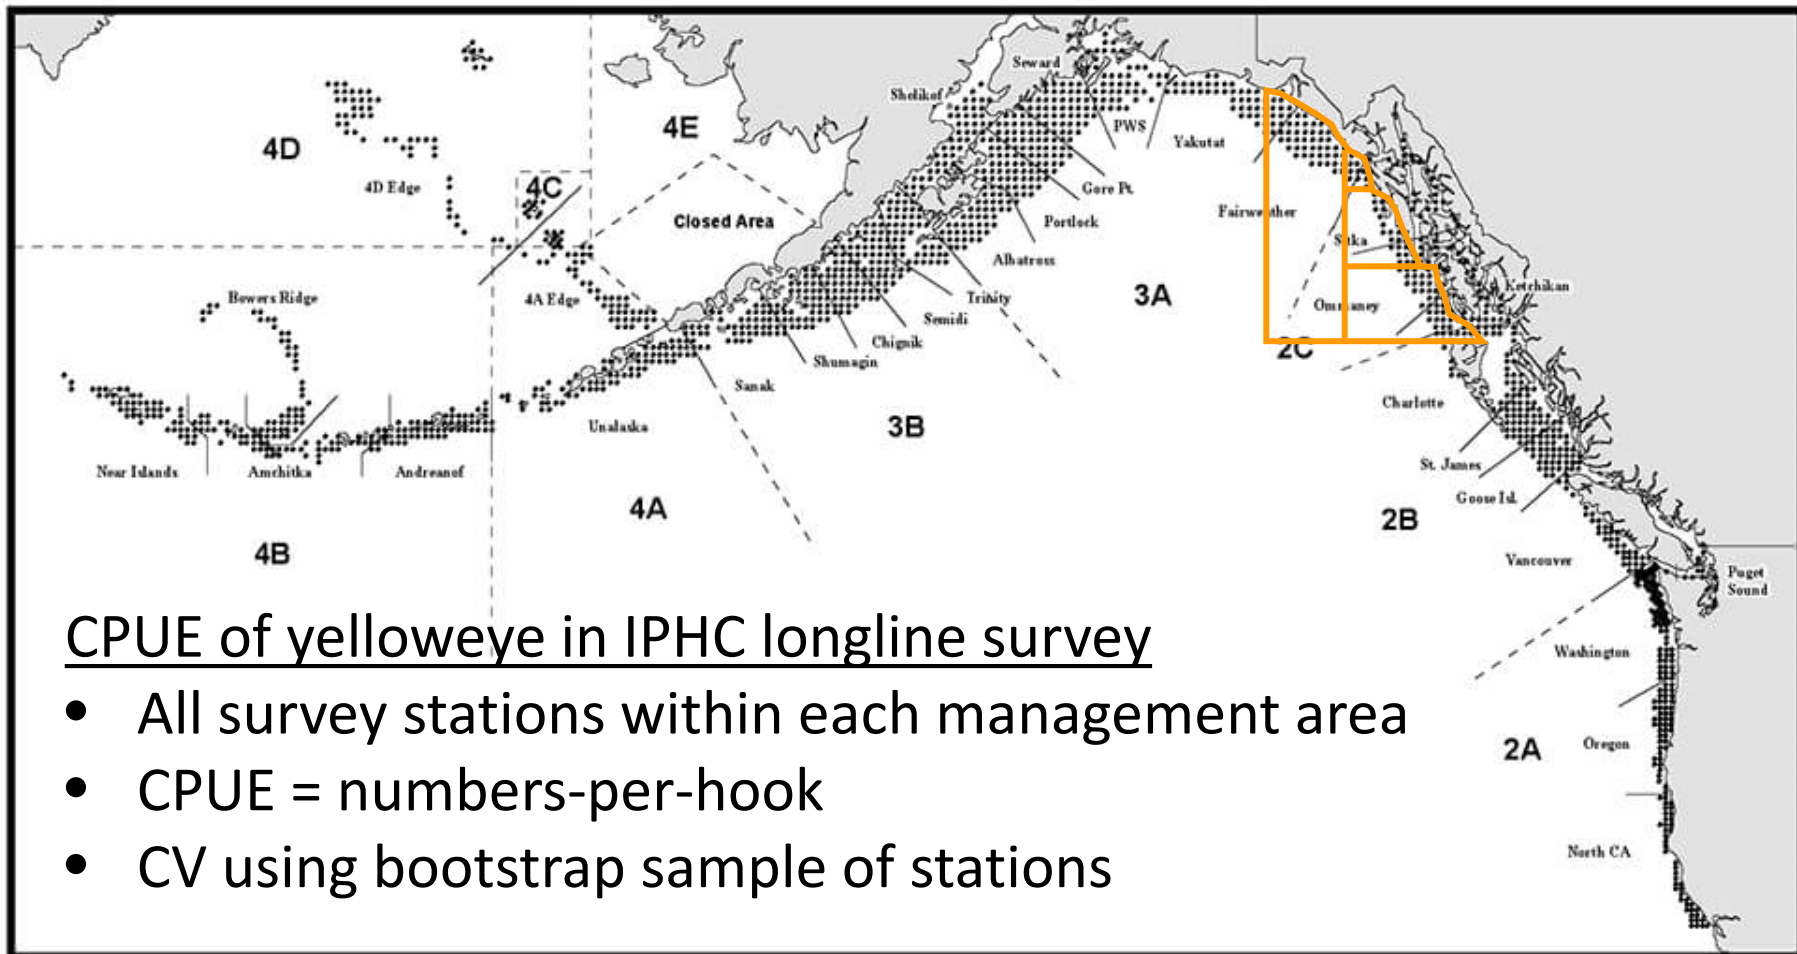 Seward
Shelikof
4E
PWS
4D
Yakutat
4D Edge
4C
Gore Pt.
Closed Area
Portlock
Fairweather
Sitka
Albatross
4A Edge
Bowers Ridge
Trinity
3A
Ketchikan
Ommaney
Semidi
Chignik
2C
Shumagin
Sanak
Charlotte
Unalaska
3B
Near Islands
Amchitka
Andreanof
St. James
Goose Isl.
4A
2B
4B
Vancouver
Puget
Sound
CPUE of yelloweye in IPHC longline survey
Washington
• All survey stations within each management area
2A
Oregon
• CPUE = numbers-per-hook
North CA
• CV using bootstrap sample of stations